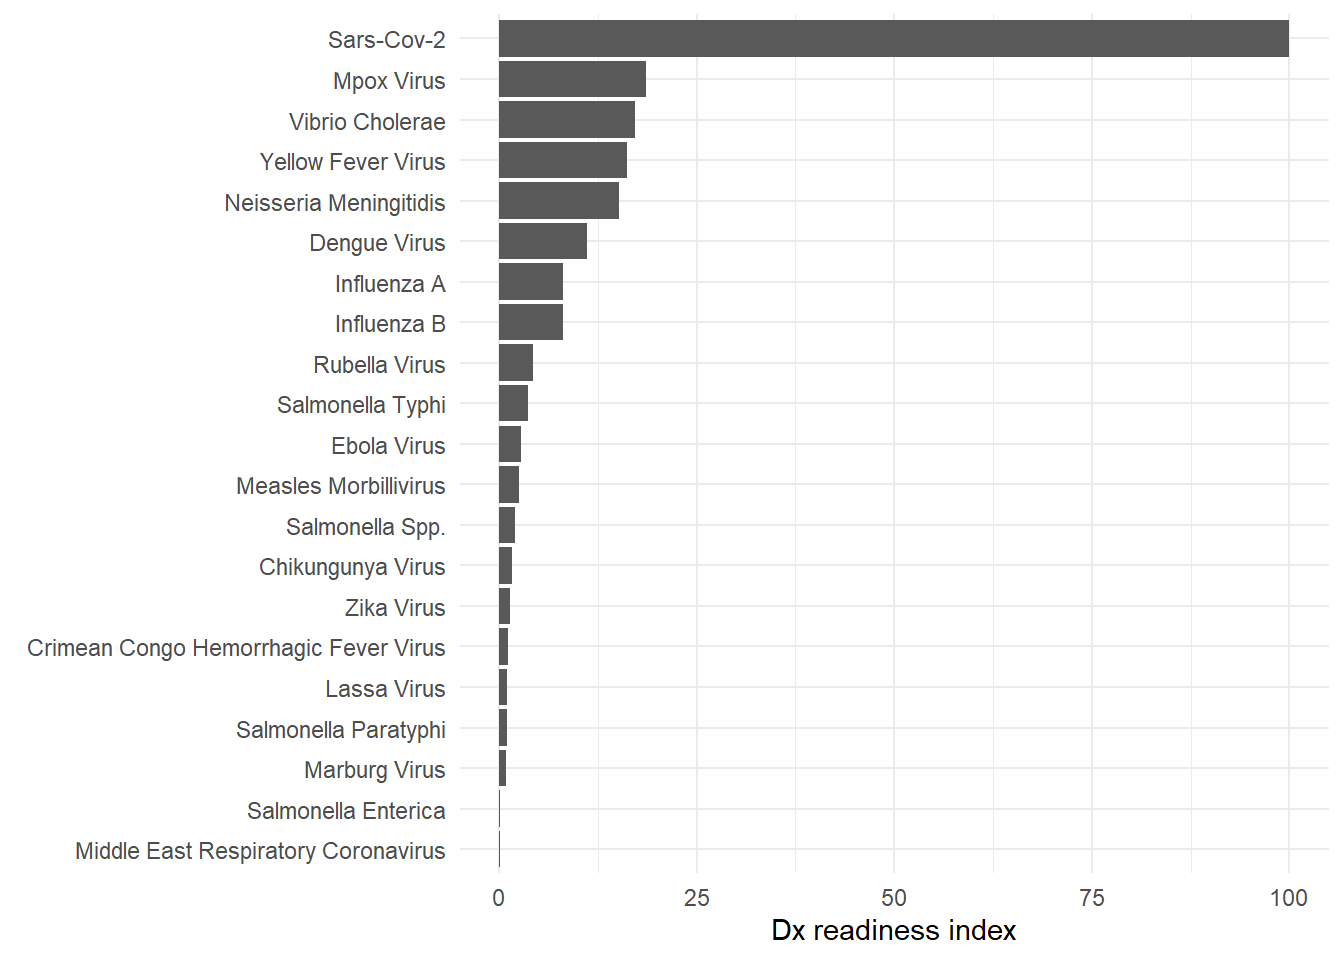 Sars-Cov-2
Mpox Virus
Vibrio Cholerae
Yellow Fever Virus
Neisseria Meningitidis
Dengue Virus
Influenza A
Influenza B
Rubella Virus
Salmonella Typhi
Ebola Virus
Measles Morbillivirus
Salmonella Spp.
Chikungunya Virus
Zika Virus
Crimean Congo Hemorrhagic Fever Virus
Lassa Virus
Salmonella Paratyphi
Marburg Virus
Salmonella Enterica
Middle East Respiratory Coronavirus
0 25 50 75 100
Dx readiness index